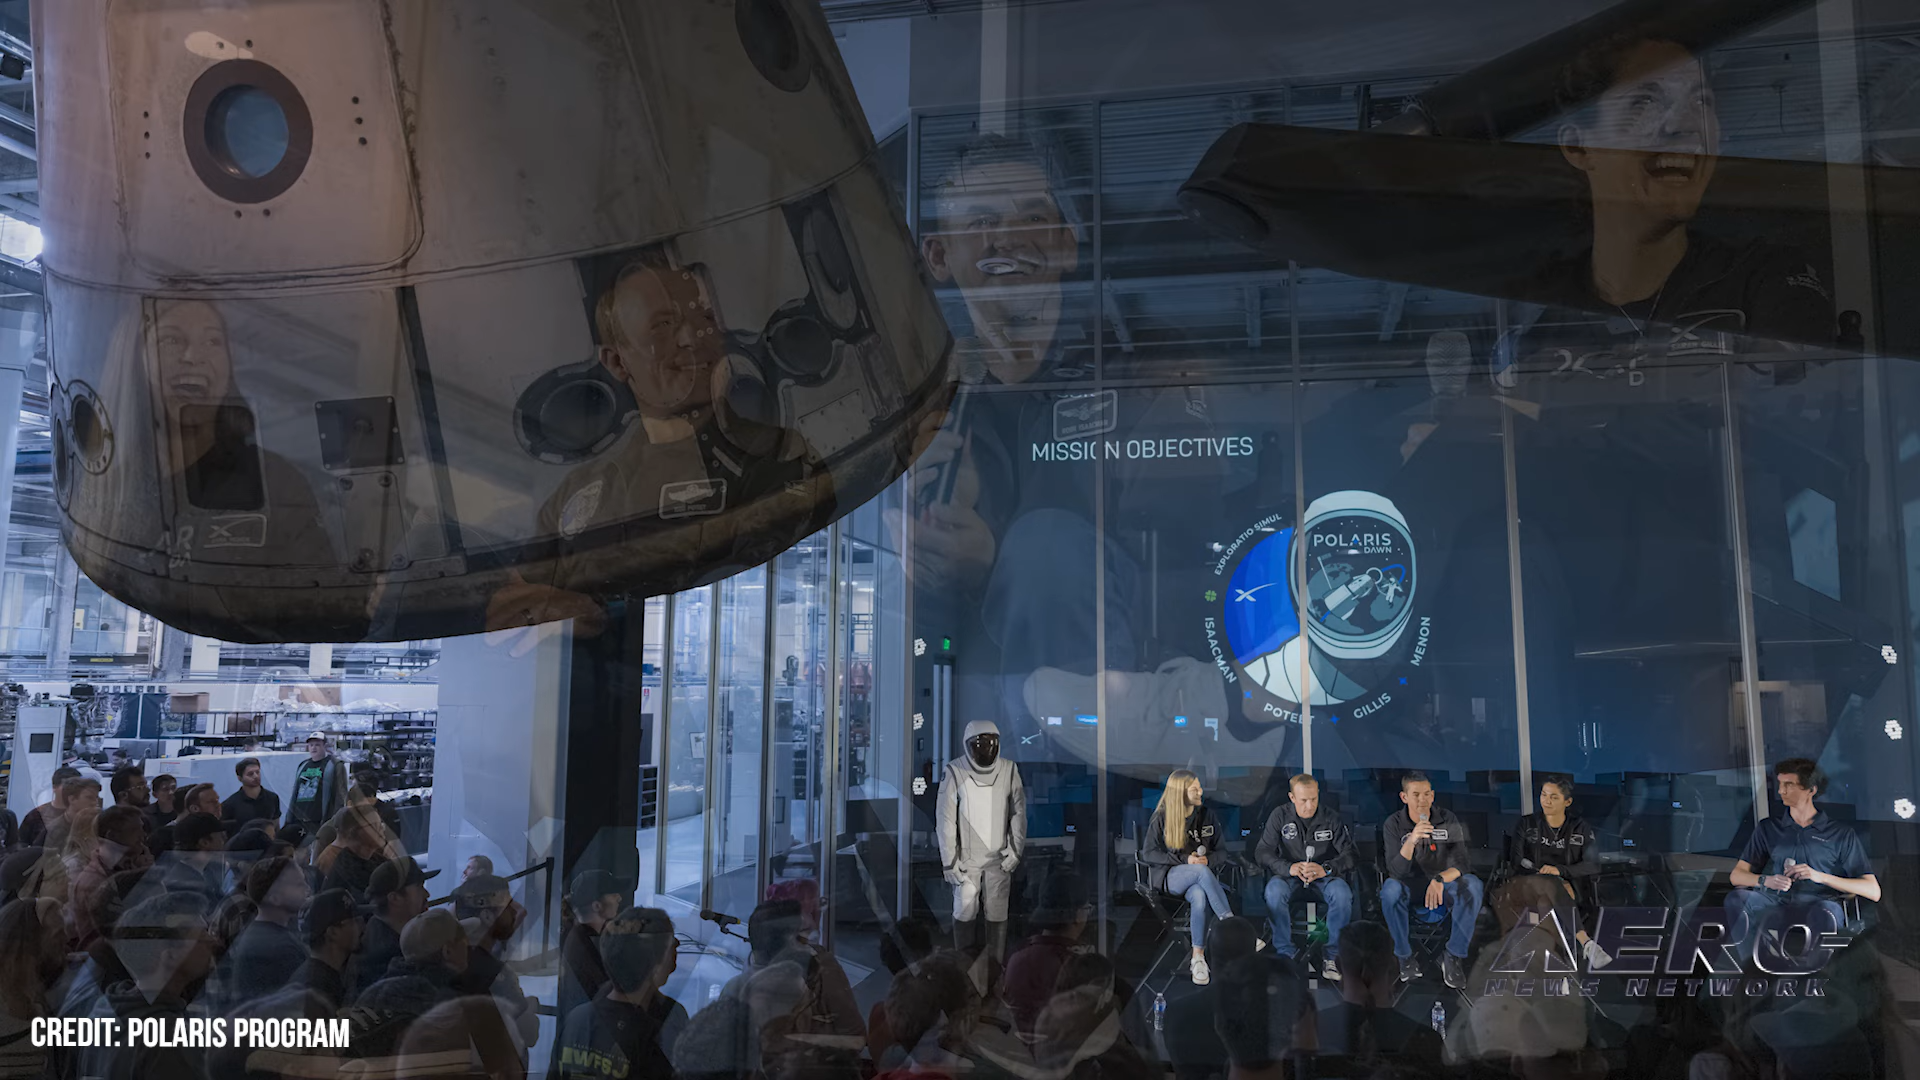 MISSION OBJECTIVES
POLARIS
DAWN
EXPLORATIO SIMUL
ISAACMAN
POTEET
GILLIS
MENON
AERO
NEWS NETWORK
CREDIT: POLARIS PROGRAM